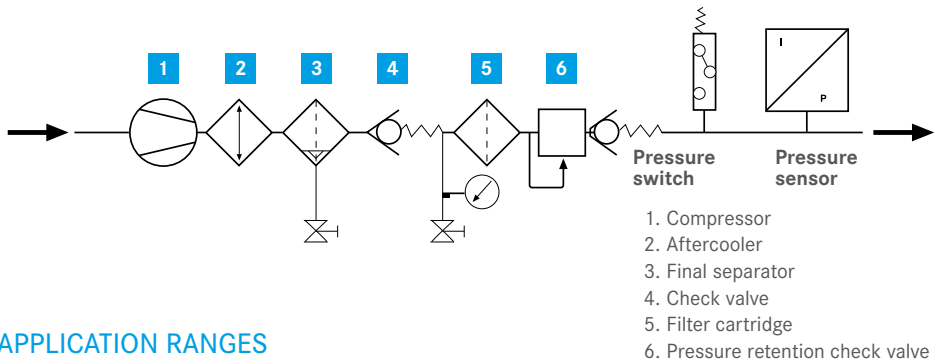 1 2 3 4 5 6
I
P
Pressure switch
Pressure sensor
1. Compressor
2. Aftercooler
3. Final separator
4. Check valve
5. Filter cartridge
6. Pressure retention check valve
APPLICATION RANGES